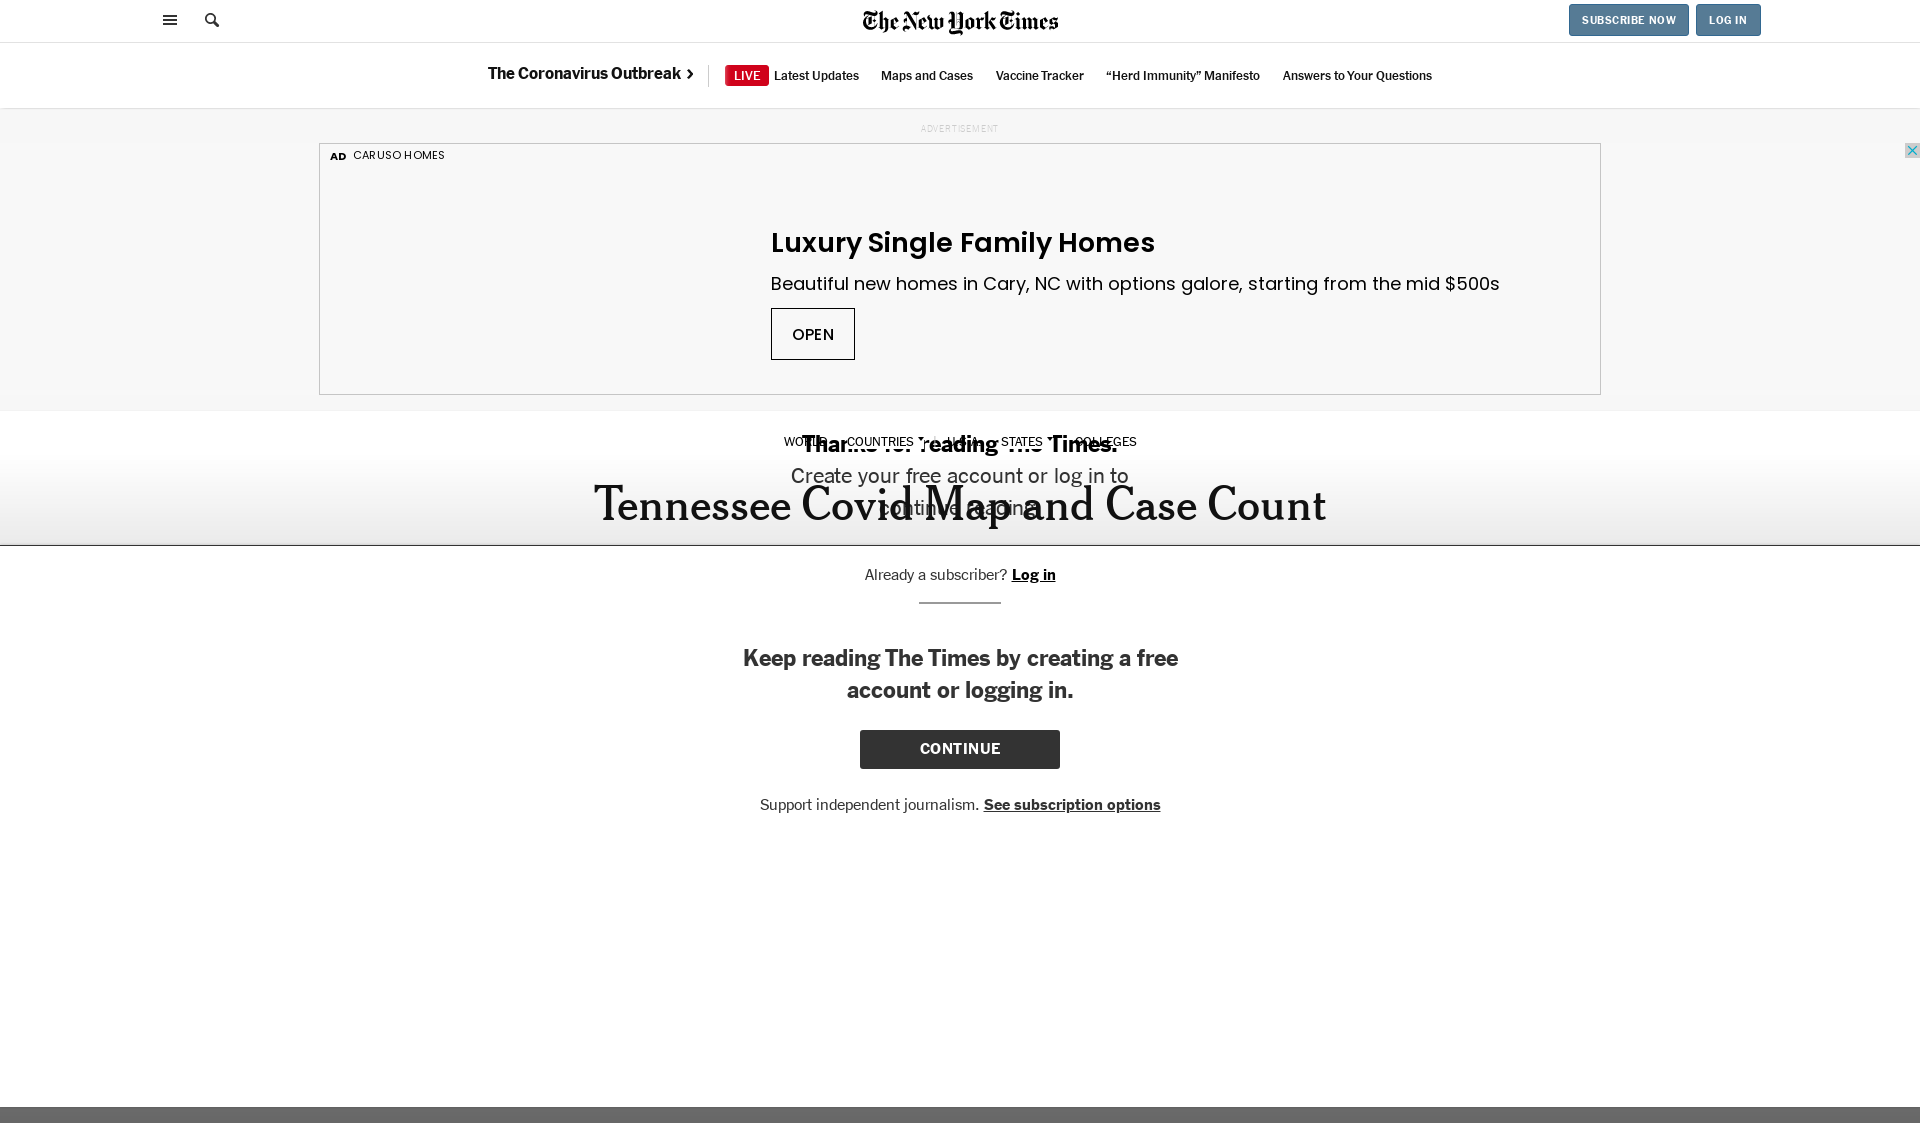 The New York Times
SUBSCRIBE NOW
LOG IN
The Coronavirus Outbreak
LIVE Latest Updates
Maps and Cases
Vaccine Tracker
“Herd Immunity” Manifesto
Answers to Your Questions
ADVERTISEMENT
AD CARUSO HOMES
Luxury Single Family Homes
Beautiful new homes in Cary, NC with options galore, starting from the mid $500s
OPEN
WORLD COUNTRIES U.S.A. STATES COLLEGES
reading Times.
Create your free account or log in to
continue reading.
Tennessee Covid Map and Case Count
Already a subscriber? Log in
Keep reading The Times by creating a free
account or logging in.
CONTINUE
Support independent journalism. See subscription options